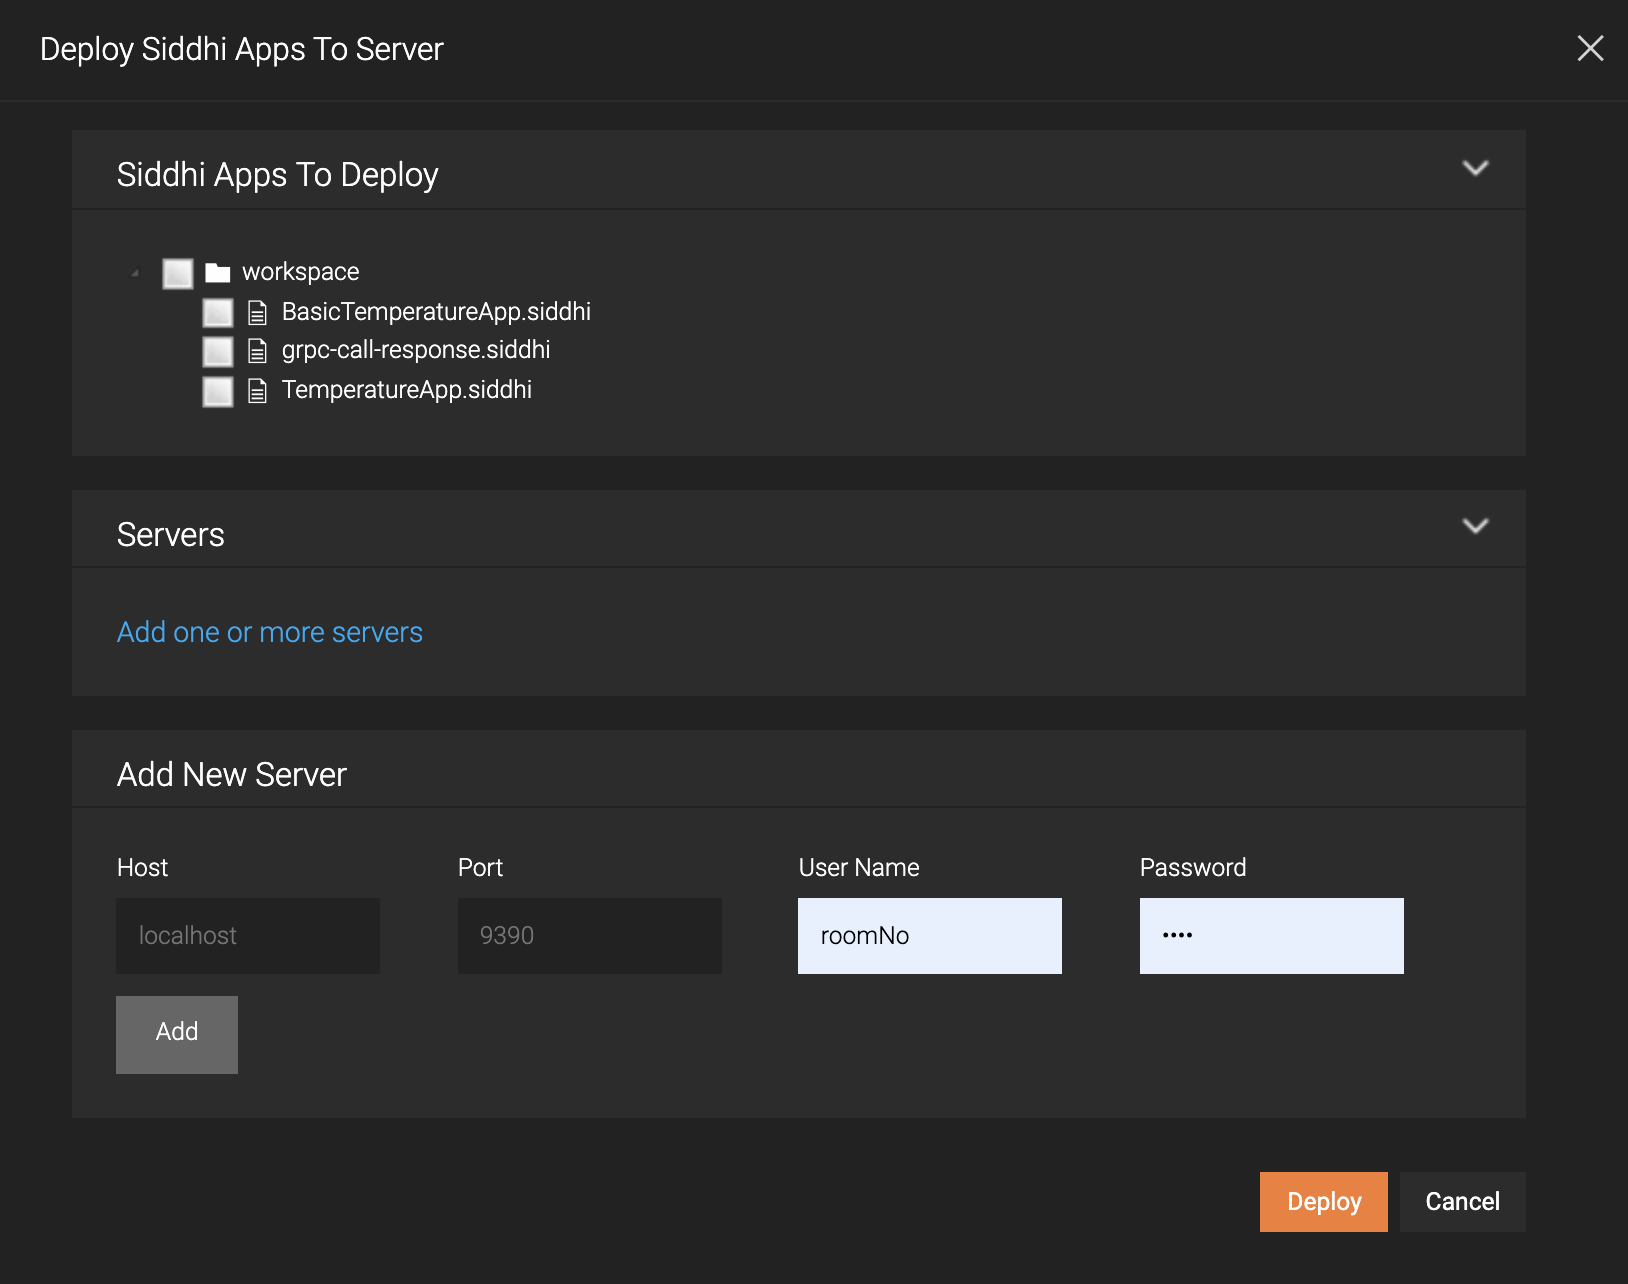 Deploy Siddhi Apps To Server
Siddhi Apps To Deploy
workspace
BasicTemperatureApp.siddhi
grpc-call-response.siddhi
TemperatureApp.siddhi
Servers
Add one or more servers
Add New Server
Host Port User Name Password
localhost 9390 roomNo ••••
Add
Deploy Cancel